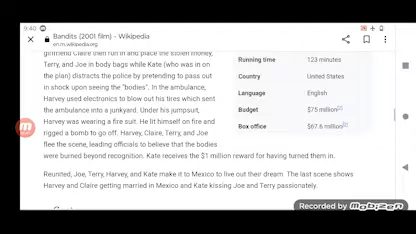 9:40
Bandits (2001 film) - Wikipedia
en.m.wikipedia.org
girlfriend Claire then run in and place the stolen money,
Terry, and Joe in body bags while Kate (who was in on
the plan) distracts the police by pretending to pass out
in shock upon seeing the "bodies". In the ambulance,
Harvey used electronics to blow out his tires which sent
the ambulance into a junkyard. Under his jumpsuit,
Harvey was wearing a fire suit. He lit himself on fire and
rigged a bomb to go off. Harvey, Claire, Terry, and Joe
flee the scene, leading officials to believe that the bodies
were burned beyond recognition. Kate receives the $1 million reward for having turned them in.
Running time 123 minutes
Country United States
Language English
Budget $75 million[2]
Box office $67.6 million[2]
Reunited, Joe, Terry, Harvey, and Kate make it to Mexico to live out their dream. The last scene shows
Harvey and Claire getting married in Mexico and Kate kissing Joe and Terry passionately.
Recorded by Mobizen